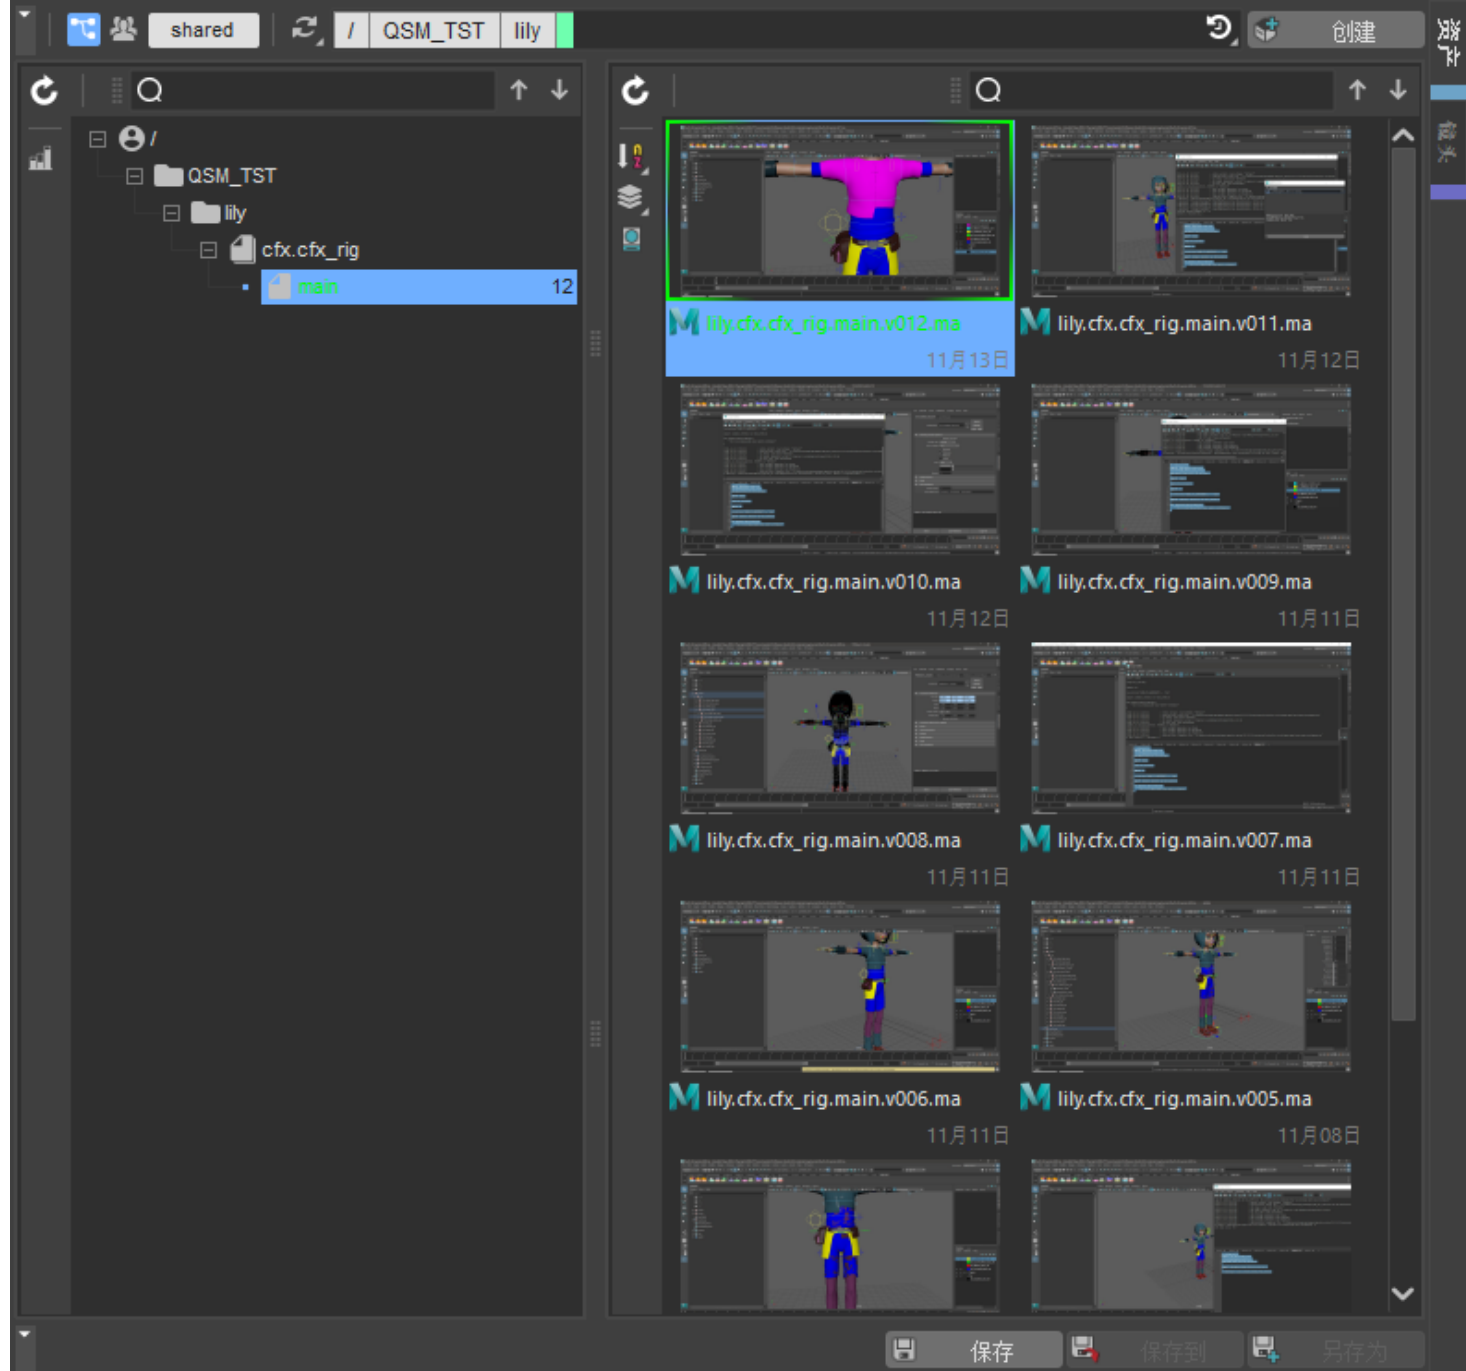 shared
/ QSM_TST lily
创建
/
QSM_TST
lily
cfx.cfx_rig
main 12
lily.cfx.cfx_rig.main.v012.ma
11月13日
lily.cfx.cfx_rig.main.v011.ma
11月12日
lily.cfx.cfx_rig.main.v010.ma
11月12日
lily.cfx.cfx_rig.main.v009.ma
11月11日
lily.cfx.cfx_rig.main.v008.ma
11月11日
lily.cfx.cfx_rig.main.v007.ma
11月11日
lily.cfx.cfx_rig.main.v006.ma
11月11日
lily.cfx.cfx_rig.main.v005.ma
11月08日
保存
保存到
另存为